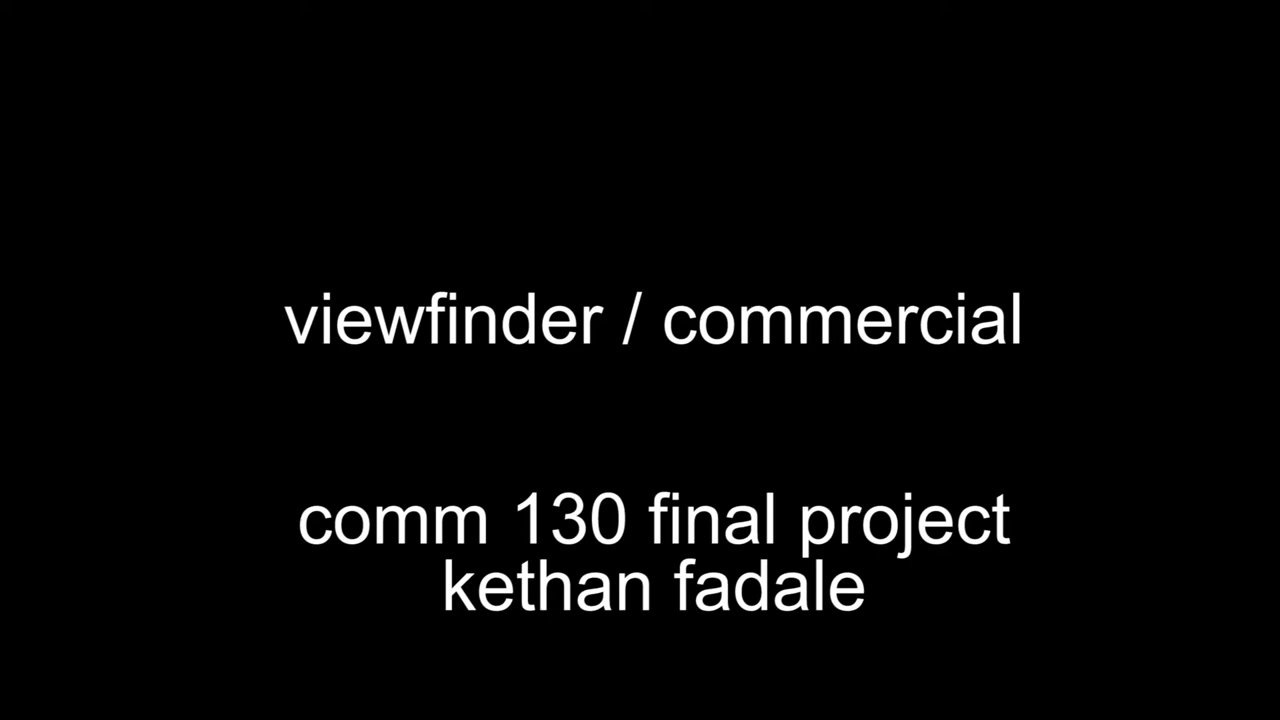 viewfinder / commercial
comm 130 final project
kethan fadale